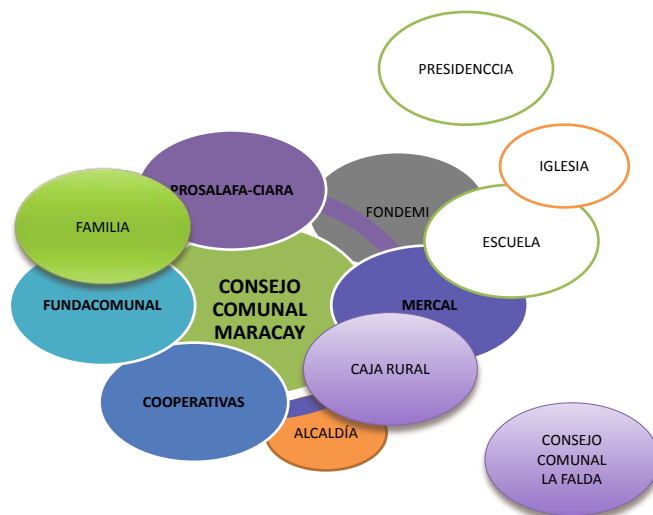 PRESIDENCCIA
IGLESIA
PROSALAFA-CIARA
FONDEMI
FAMILIA
ESCUELA
CONSEJO
COMUNAL
MARACAY
FUNDACOMUNAL
MERCAL
CAJA RURAL
COOPERATIVAS
ALCALDÍA
CONSEJO
COMUNAL
LA FALDA